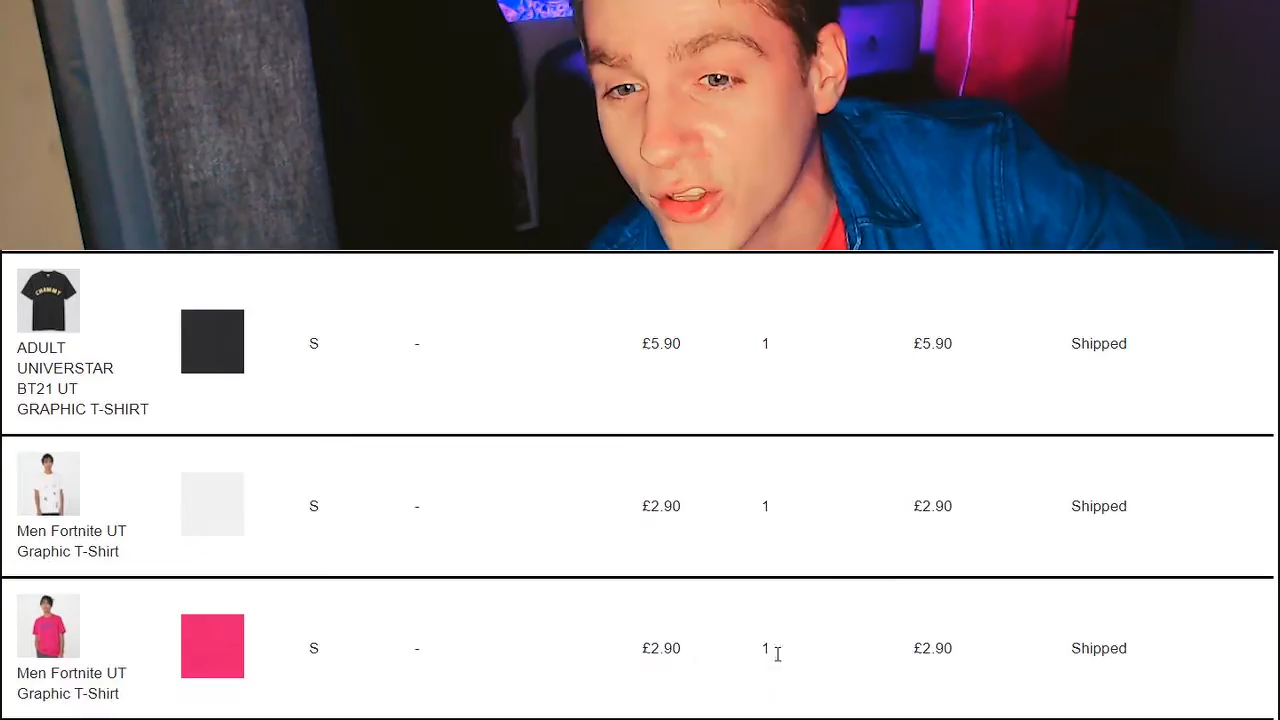 CHIMMY
ADULT
UNIVERSTAR
BT21 UT
GRAPHIC T-SHIRT
S
-
£5.90
1
£5.90
Shipped
Men Fortnite UT
Graphic T-Shirt
S
-
£2.90
1
£2.90
Shipped
Men Fortnite UT
Graphic T-Shirt
S
-
£2.90
1
£2.90
Shipped